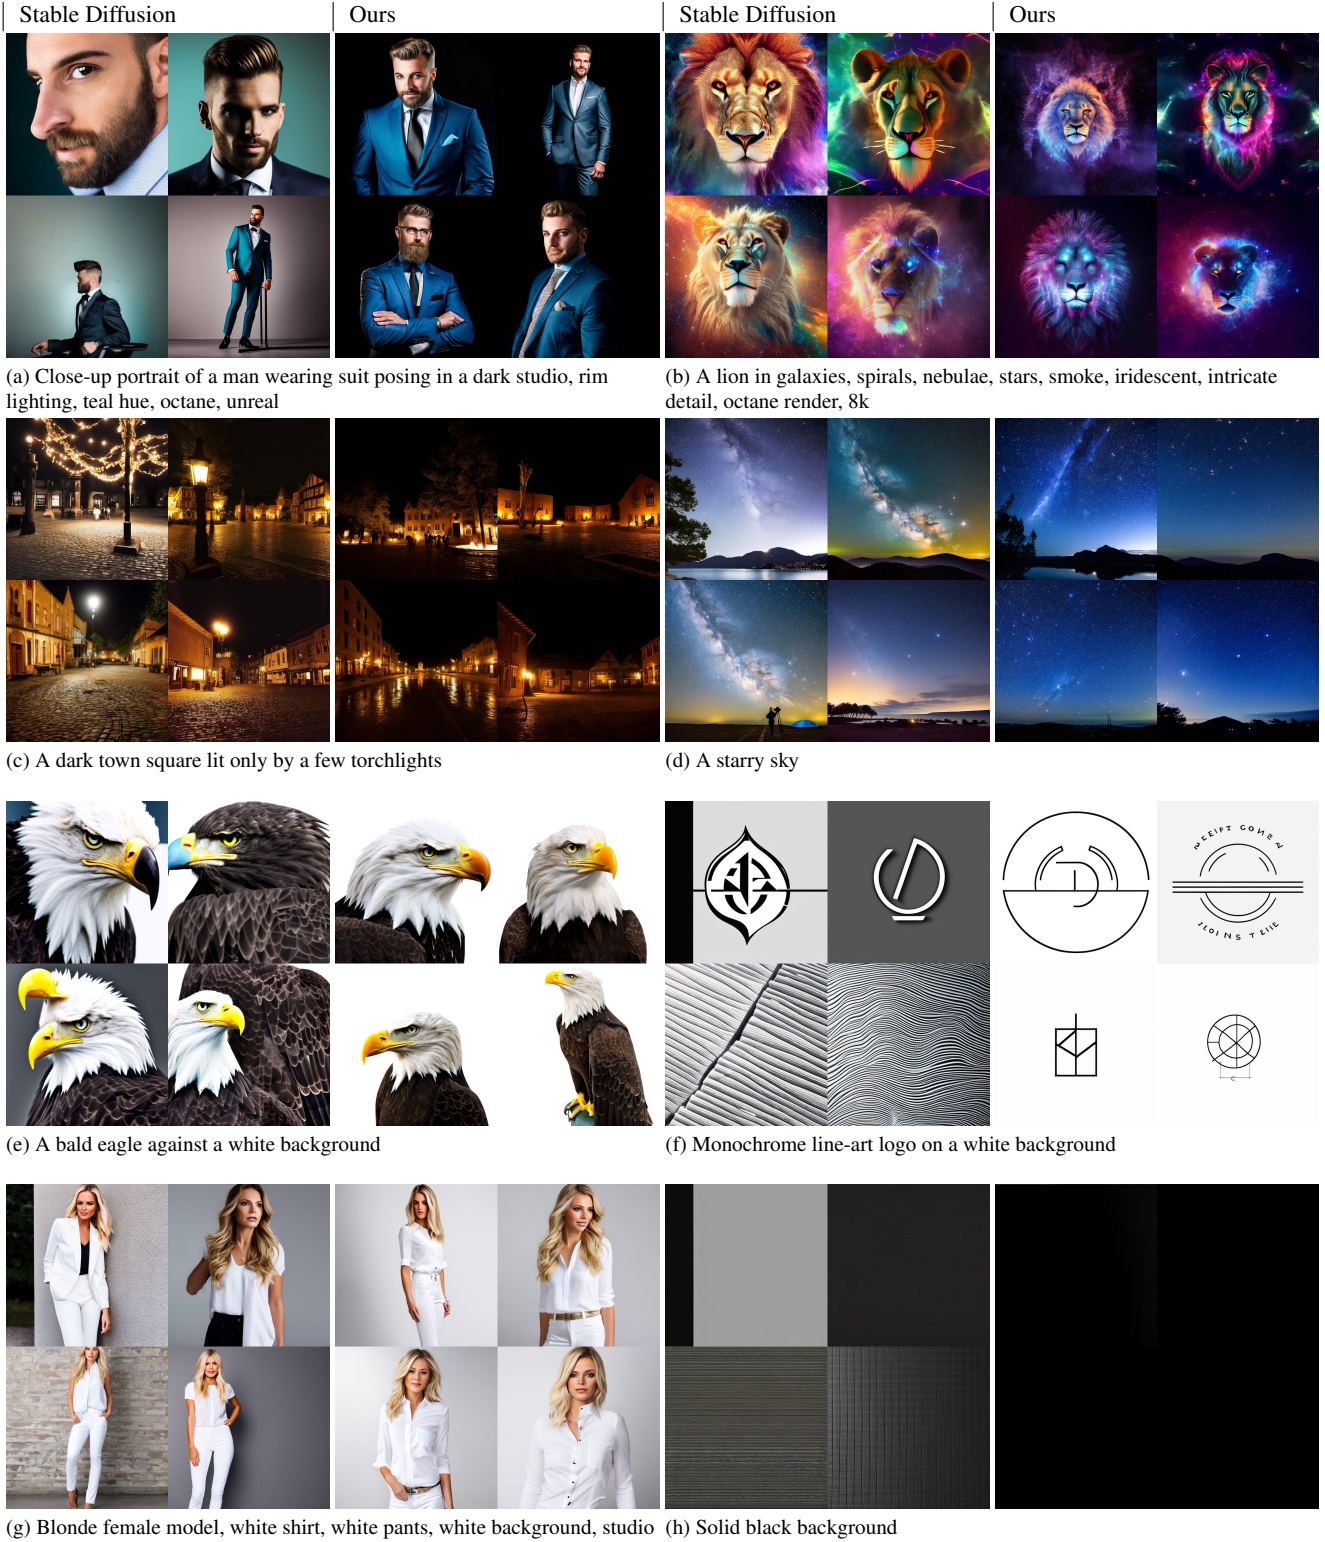 Stable Diffusion
Ours
Stable Diffusion
Ours
(a) Close-up portrait of a man wearing suit posing in a dark studio, rim
lighting, teal hue, octane, unreal
(b) A lion in galaxies, spirals, nebulae, stars, smoke, iridescent, intricate
detail, octane render, 8k
(c) A dark town square lit only by a few torchlights
(d) A starry sky
(e) A bald eagle against a white background
(f) Monochrome line-art logo on a white background
(g) Blonde female model, white shirt, white pants, white background, studio
(h) Solid black background